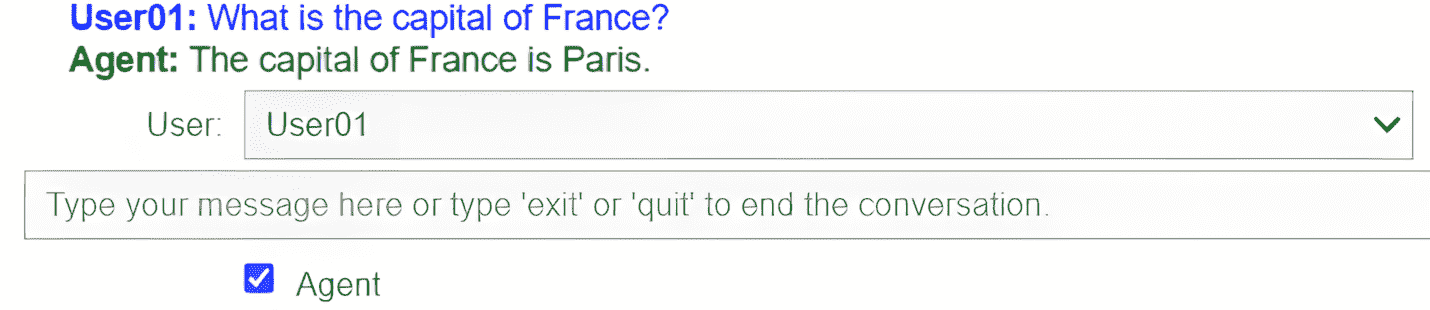 User01: What is the capital of France?
Agent: The capital of France is Paris.
User: User01
Type your message here or type 'exit' or 'quit' to end the conversation.
Agent